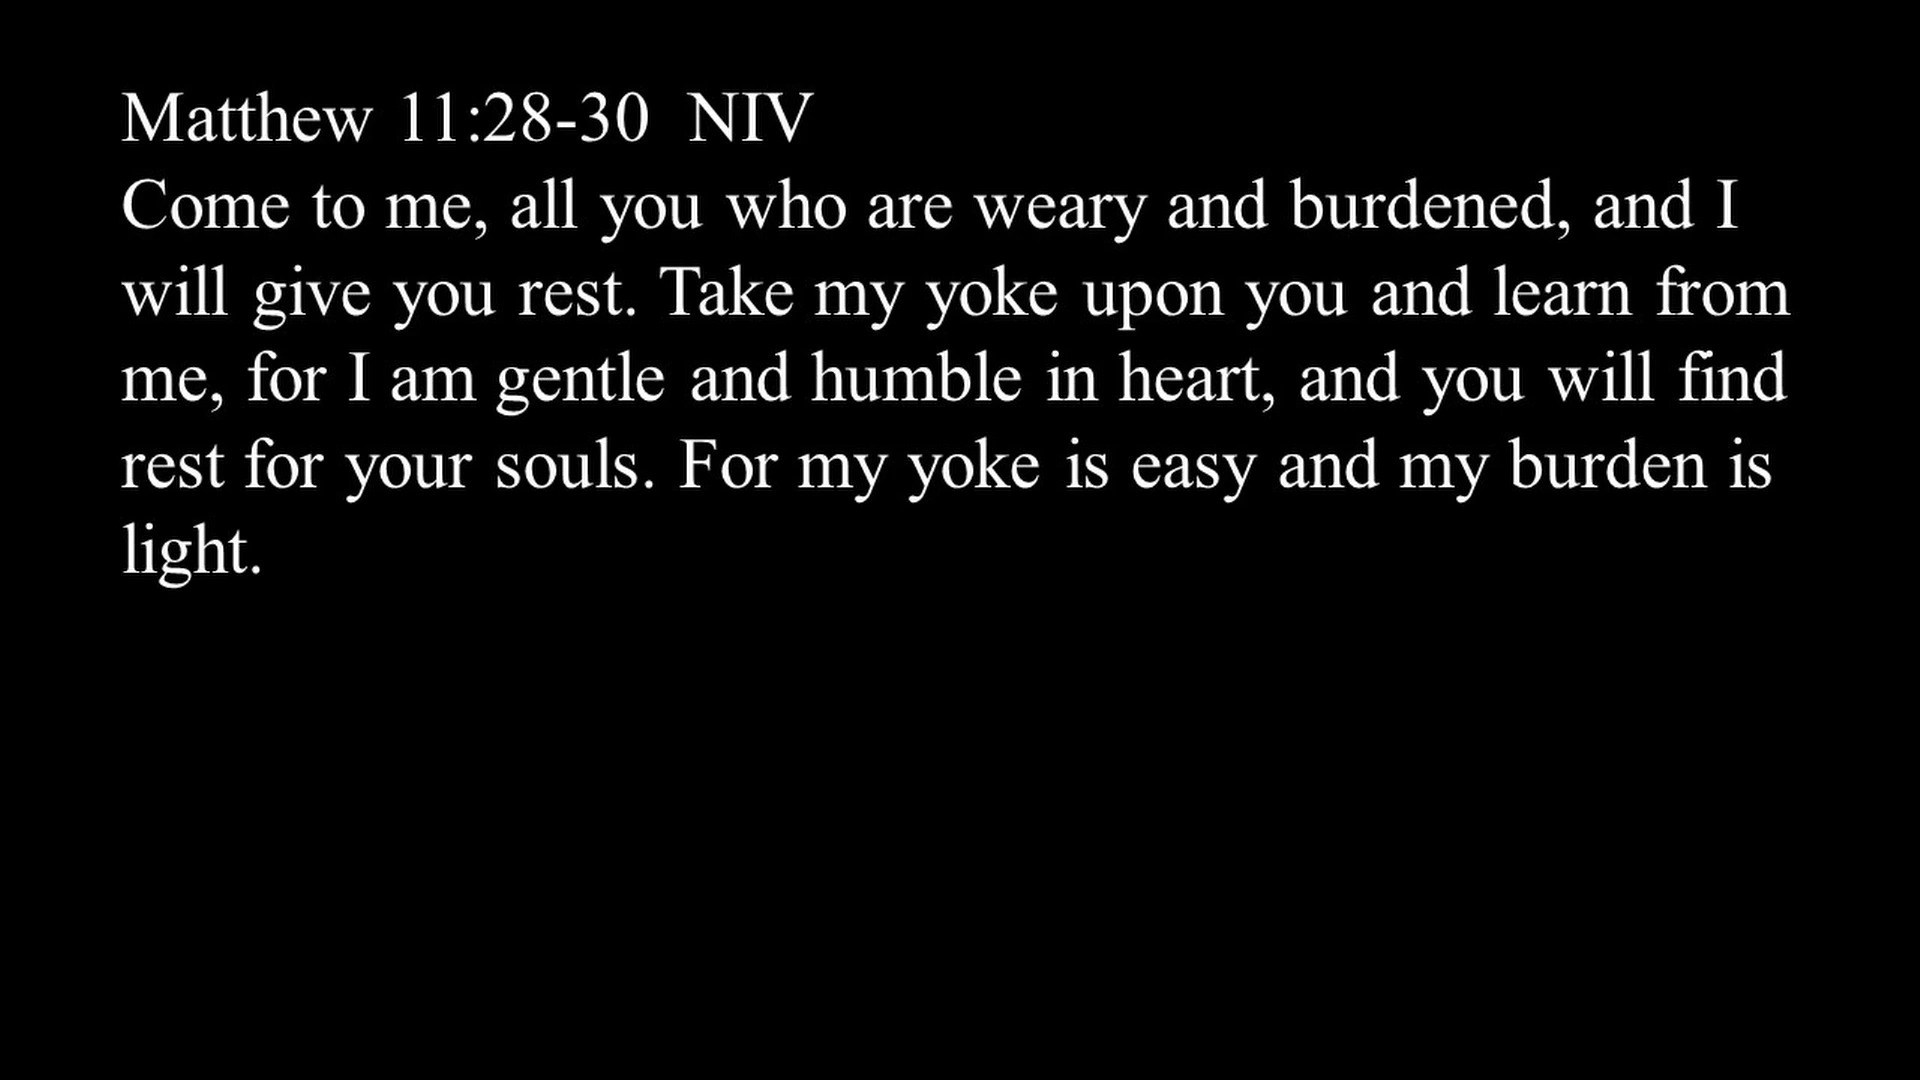 Matthew 11:28-30 NIV
Come to me, all you who are weary and burdened, and I
will give you rest. Take my yoke upon you and learn from
me, for I am gentle and humble in heart, and you will find
rest for your souls. For my yoke is easy and my burden is
light.